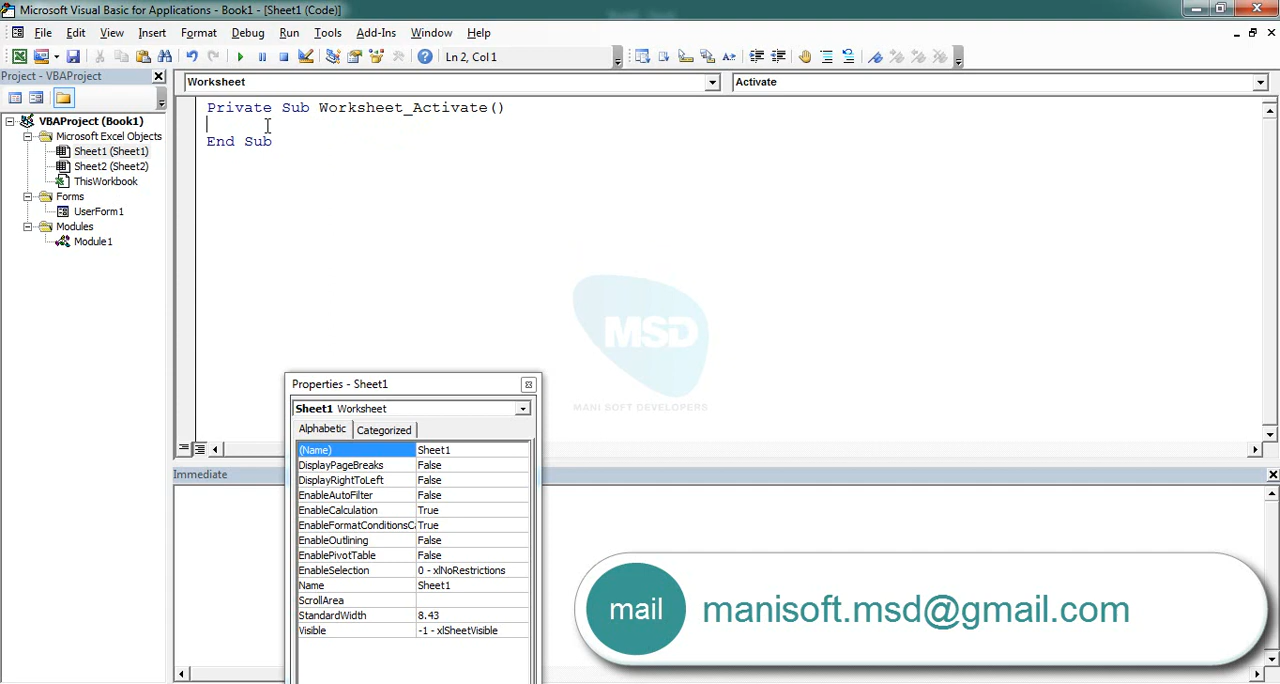 Microsoft Visual Basic for Applications - Book1 - [Sheet1 (Code)]
File Edit View Insert Format Debug Run Tools Add-Ins Window Help
Ln 2, Col 1
Project - VBAProject
VBAProject (Book1)
Microsoft Excel Objects
Sheet1 (Sheet1)
Sheet2 (Sheet2)
ThisWorkbook
Forms
UserForm1
Modules
Module1
Worksheet
Activate
Private Sub Worksheet_Activate()
End Sub
MSD
MANI SOFT DEVELOPERS
Properties - Sheet1
Sheet1 Worksheet
Alphabetic Categorized
(Name) Sheet1
DisplayPageBreaks False
DisplayRightToLeft False
EnableAutoFilter False
EnableCalculation True
EnableFormatConditionsC True
EnableOutlining False
EnablePivotTable False
EnableSelection 0 - xlNoRestrictions
Name Sheet1
ScrollArea
StandardWidth 8.43
Visible -1 - xlSheetVisible
Immediate
mail manisoft.msd@gmail.com